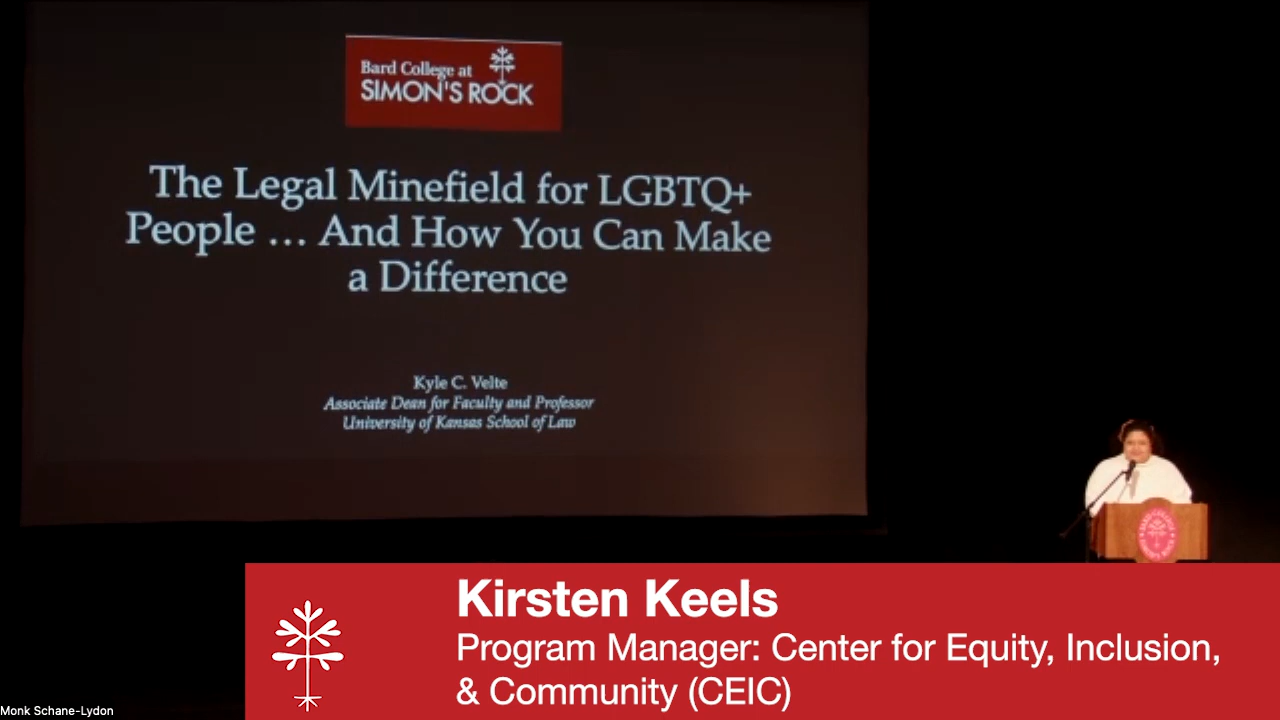 Bard College at
SIMON'S ROCK
The Legal Minefield for LGBTQ+
People … And How You Can Make
a Difference
Kyle C. Velte
Associate Dean for Faculty and Professor
University of Kansas School of Law
Kirsten Keels
Program Manager: Center for Equity, Inclusion,
& Community (CEIC)
Monk Schane-Lydon